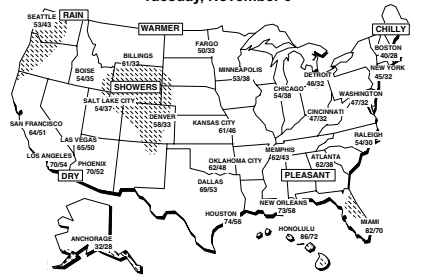 Tuesday, November
SEATTLE
53/43
RAIN
WARMER
CHILLY
FARGO
50/33
BILLINGS
61/32
BOISE
54/35
MINNEAPOLIS
53/38
DETROIT
46/32
BOSTON
40/28
NEW YORK
45/32
SHOWERS
SALT LAKE CITY
54/37
CHICAGO
54/38
WASHINGTON
47/32
DENVER
58/33
KANSAS CITY
61/46
CINCINNATI
47/32
SAN FRANCISCO
64/51
LAS VEGAS
65/50
RALEIGH
54/30
LOS ANGELES
70/54
PHOENIX
70/52
OKLAHOMA CITY
62/48
MEMPHIS
62/43
ATLANTA
62/38
DRY
DALLAS
69/53
PLEASANT
HOUSTON
74/56
NEW ORLEANS
73/58
MIAMI
82/70
ANCHORAGE
32/28
HONOLULU
86/72